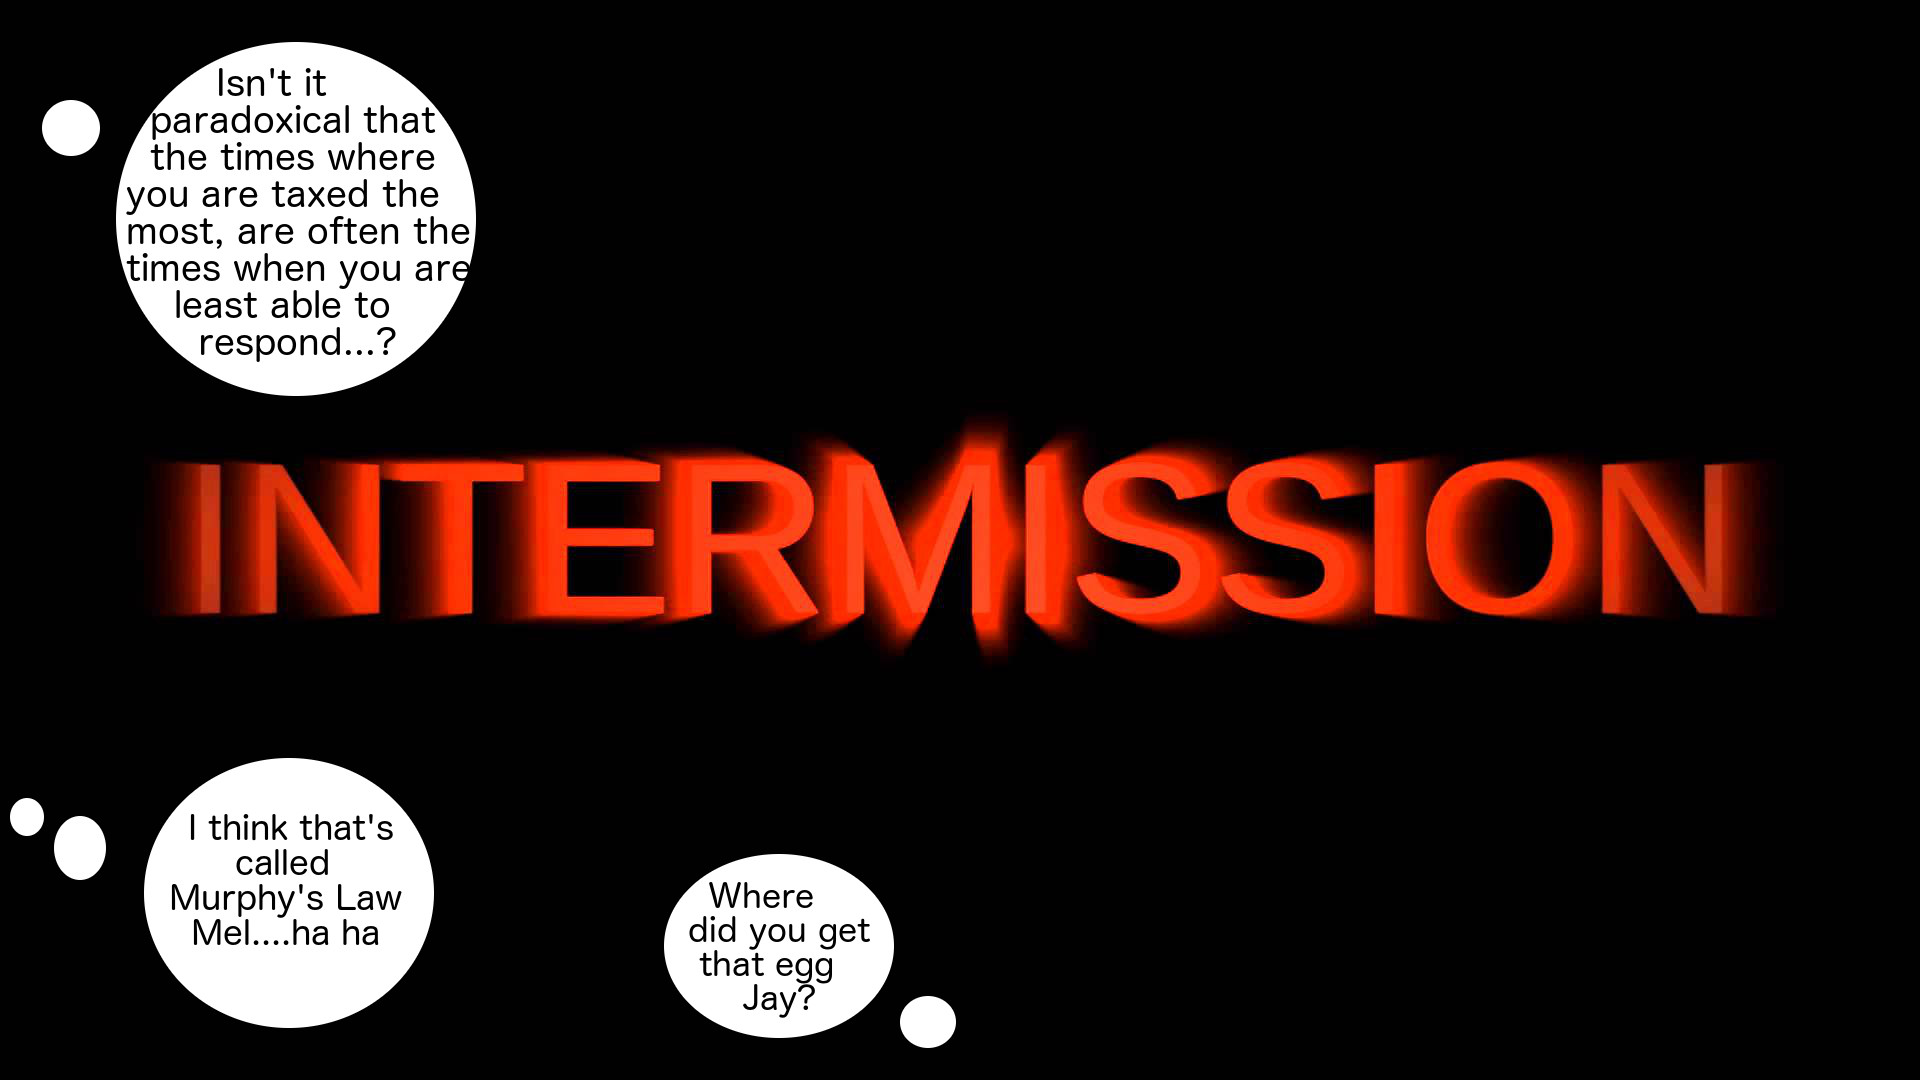 Isn't it
paradoxical that
the times where
you are taxed the
most, are often the
times when you are
least able to
respond...?
INTERMISSION
I think that's
called
Murphy's Law
Mel....ha ha
Where
did you get
that egg
Jay?